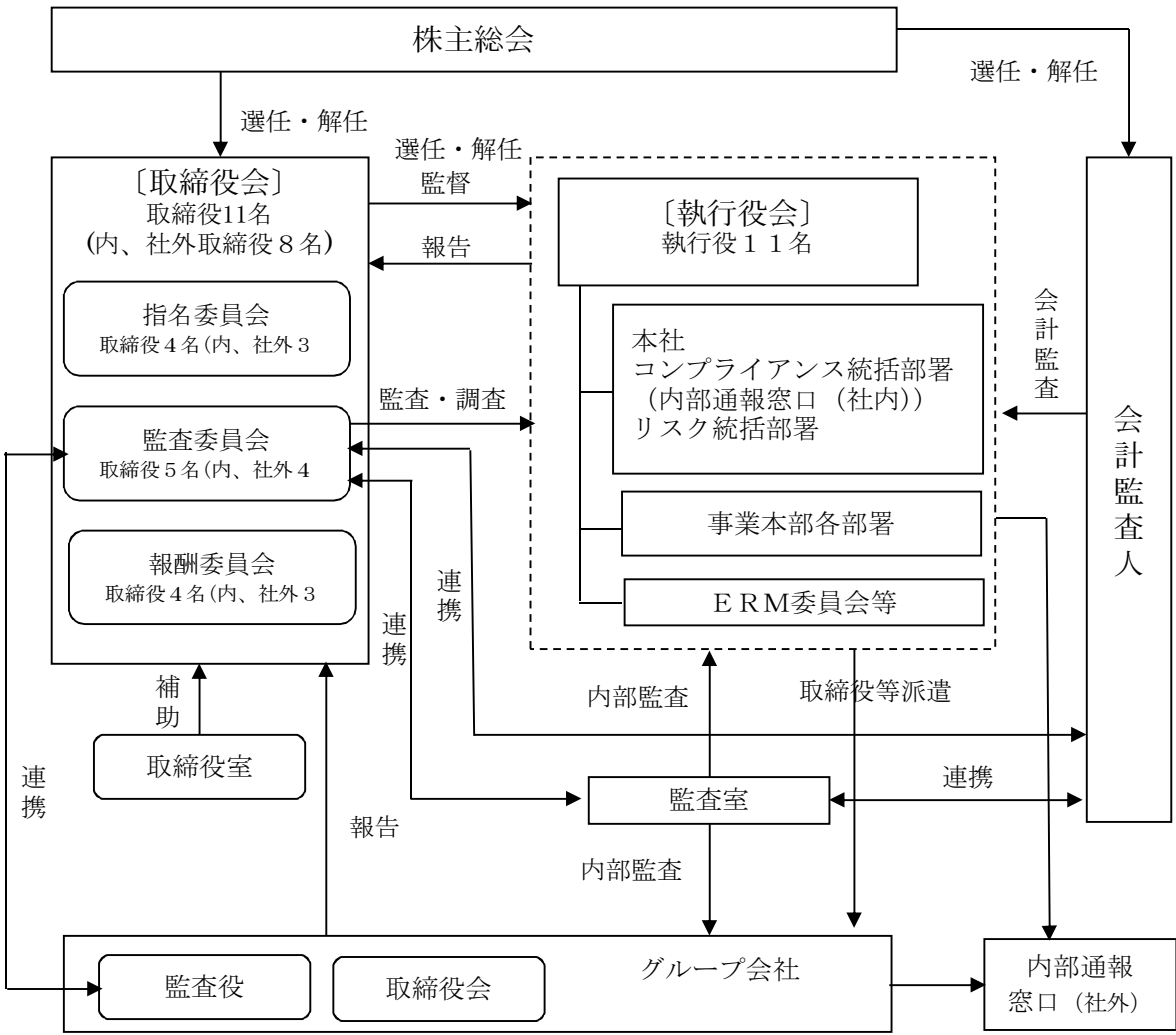 株主総会
選任・解任
選任・解任
〔取締役会〕
取締役11名
(内、社外取締役８名)
選任・解任
監督
報告
〔執行役会〕
執行役１１名
指名委員会
取締役４名(内、社外３
本社
コンプライアンス統括部署
（内部通報窓口（社内））
リスク統括部署
会計監査
会計監査人
監査・調査
監査委員会
取締役５名(内、社外４
事業本部各部署
報酬委員会
取締役４名(内、社外３
連携
ＥＲＭ委員会等
連携
補助
内部監査
取締役等派遣
取締役室
連携
監査室
連携
報告
内部監査
グループ会社
監査役
取締役会
内部通報
窓口（社外）